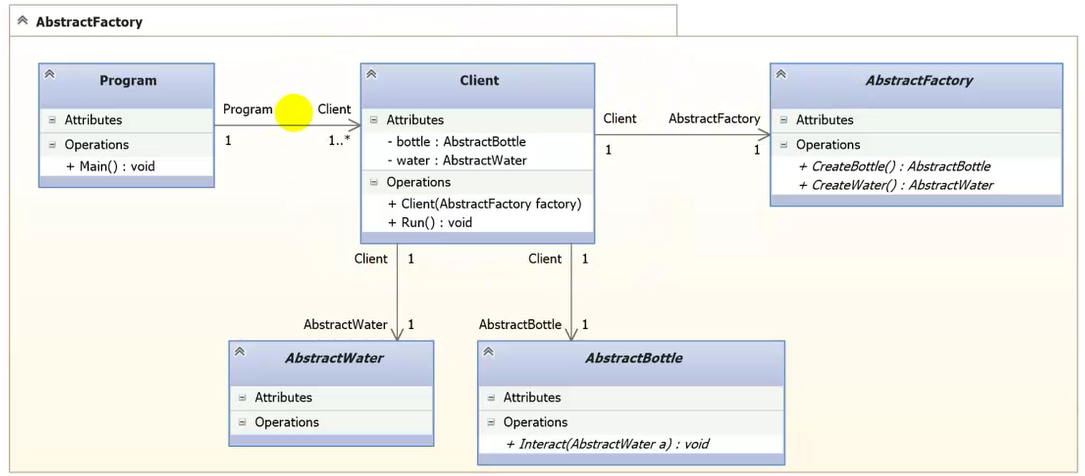 AbstractFactory
Program
Attributes
Operations
+ Main() : void
Program
Client
1
1..*
Client
Attributes
- bottle : AbstractBottle
- water : AbstractWater
Operations
+ Client(AbstractFactory factory)
+ Run() : void
Client
AbstractFactory
1
1
AbstractFactory
Attributes
Operations
+ CreateBottle() : AbstractBottle
+ CreateWater() : AbstractWater
Client
1
AbstractWater
1
Client
1
AbstractBottle
1
AbstractWater
Attributes
Operations
AbstractBottle
Attributes
Operations
+ Interact(AbstractWater a) : void